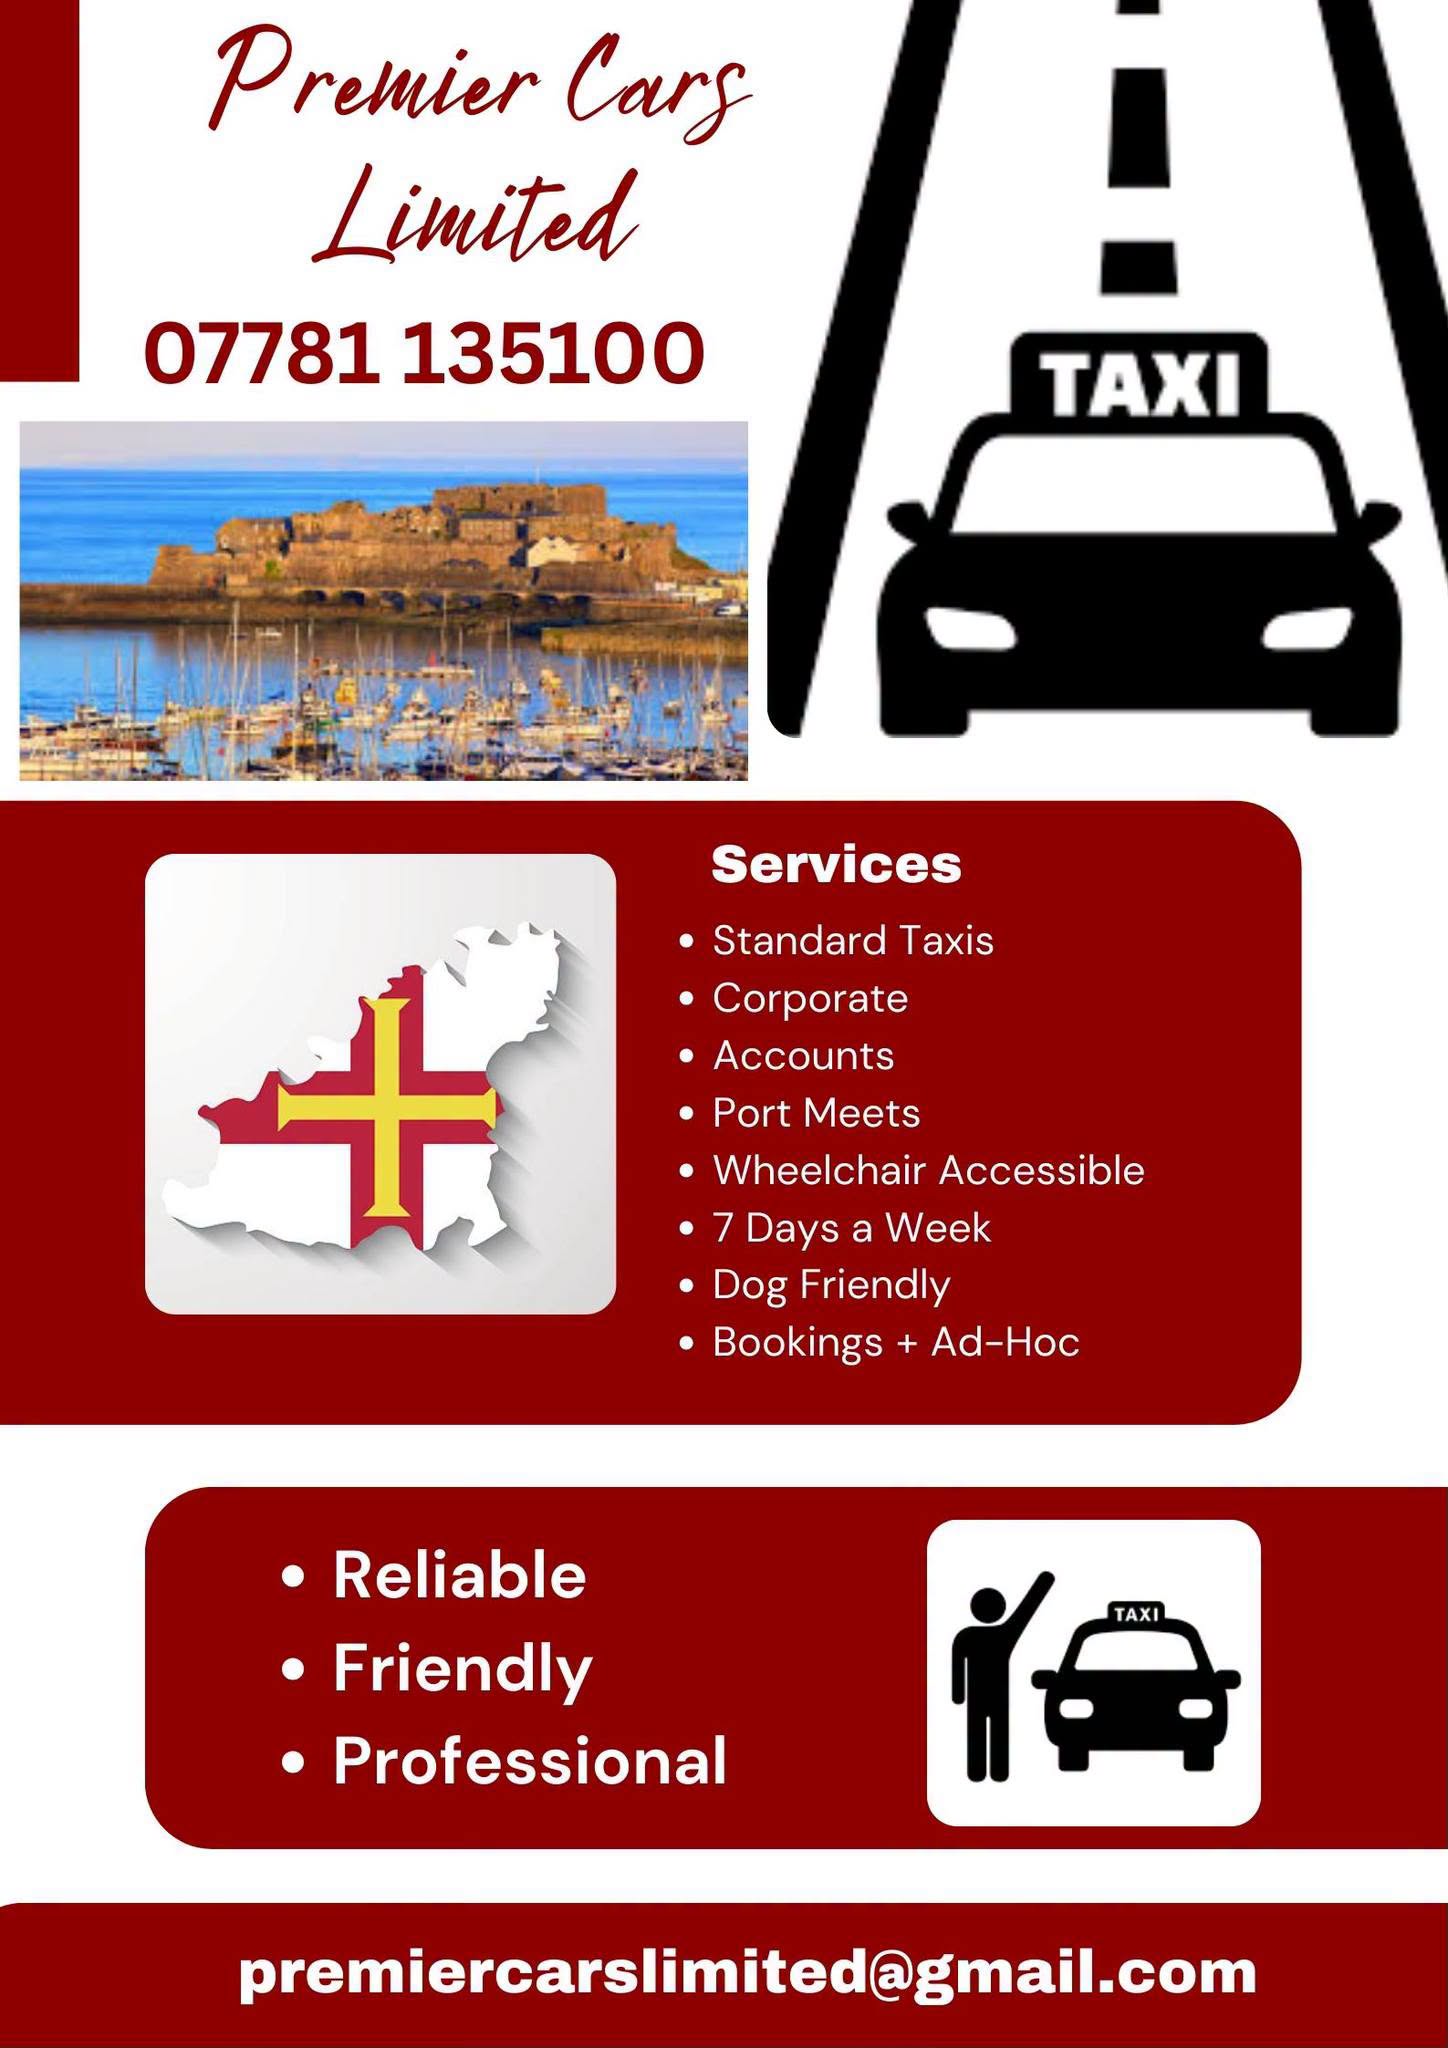 Premier Cars
Limited
07781 135100
TAXI
Services
• Standard Taxis
• Corporate
• Accounts
• Port Meets
• Wheelchair Accessible
• 7 Days a Week
• Dog Friendly
• Bookings + Ad-Hoc
• Reliable
• Friendly
• Professional
TAXI
premiercarslimited@gmail.com